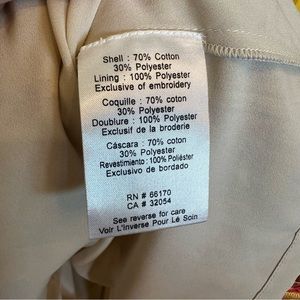 Shell : 70% Cotton
30% Polyester
Lining : 100% Polyester
Exclusive of embroidery
Coquille : 70% coton
30% Polyester
Doublure : 100% Polyester
Exclusif de la broderie
Cáscara : 70% coton
30% Polyester
Revestimiento : 100% Poliéster
Exclusivo de bordado
RN # 66170
CA # 32054
See reverse for care
Voir L'inverse Pour Lé Soin